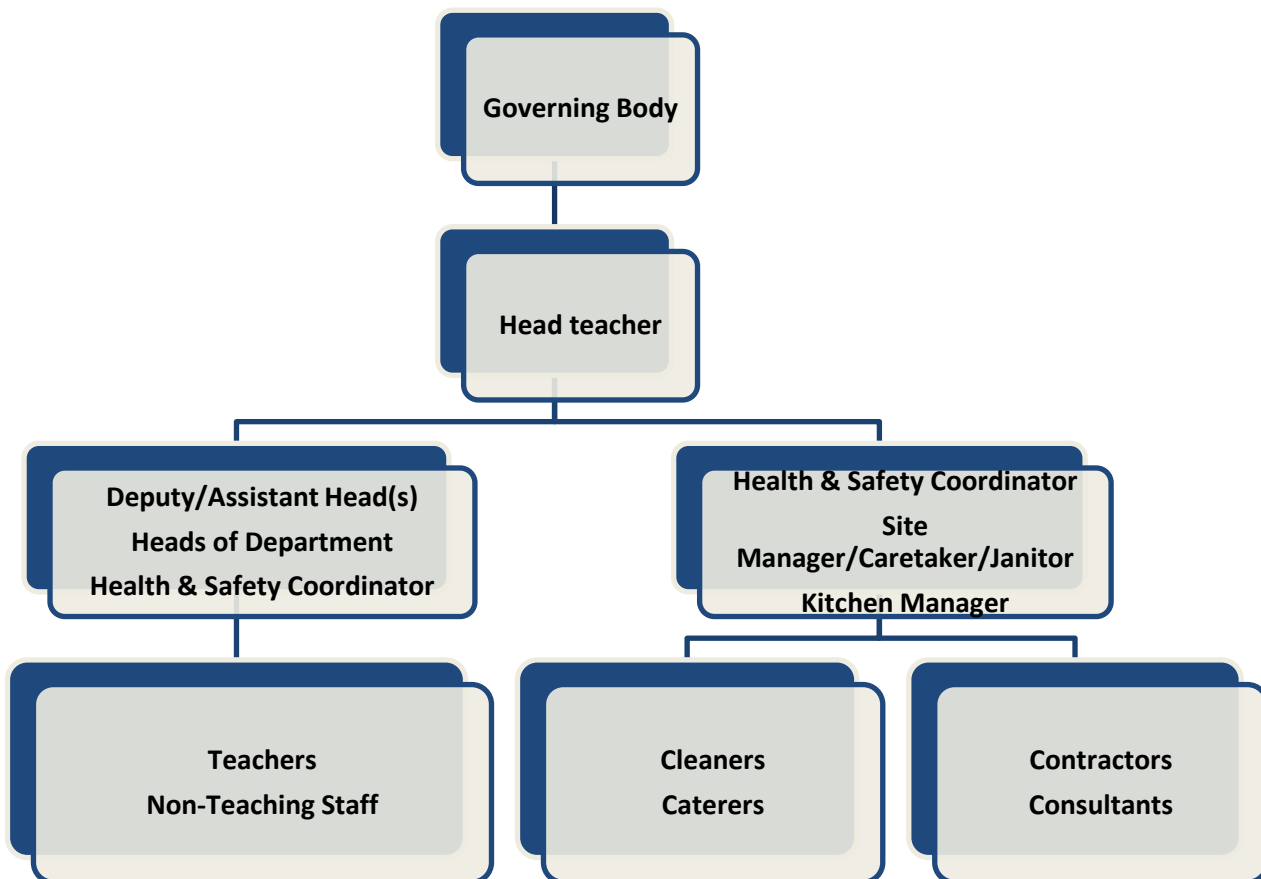 Governing Body
Head teacher
Deputy/Assistant Head(s)
Heads of Department
Health & Safety Coordinator
Health & Safety Coordinator
Site
Manager/Caretaker/Janitor
Kitchen Manager
Teachers
Non-Teaching Staff
Cleaners
Caterers
Contractors
Consultants